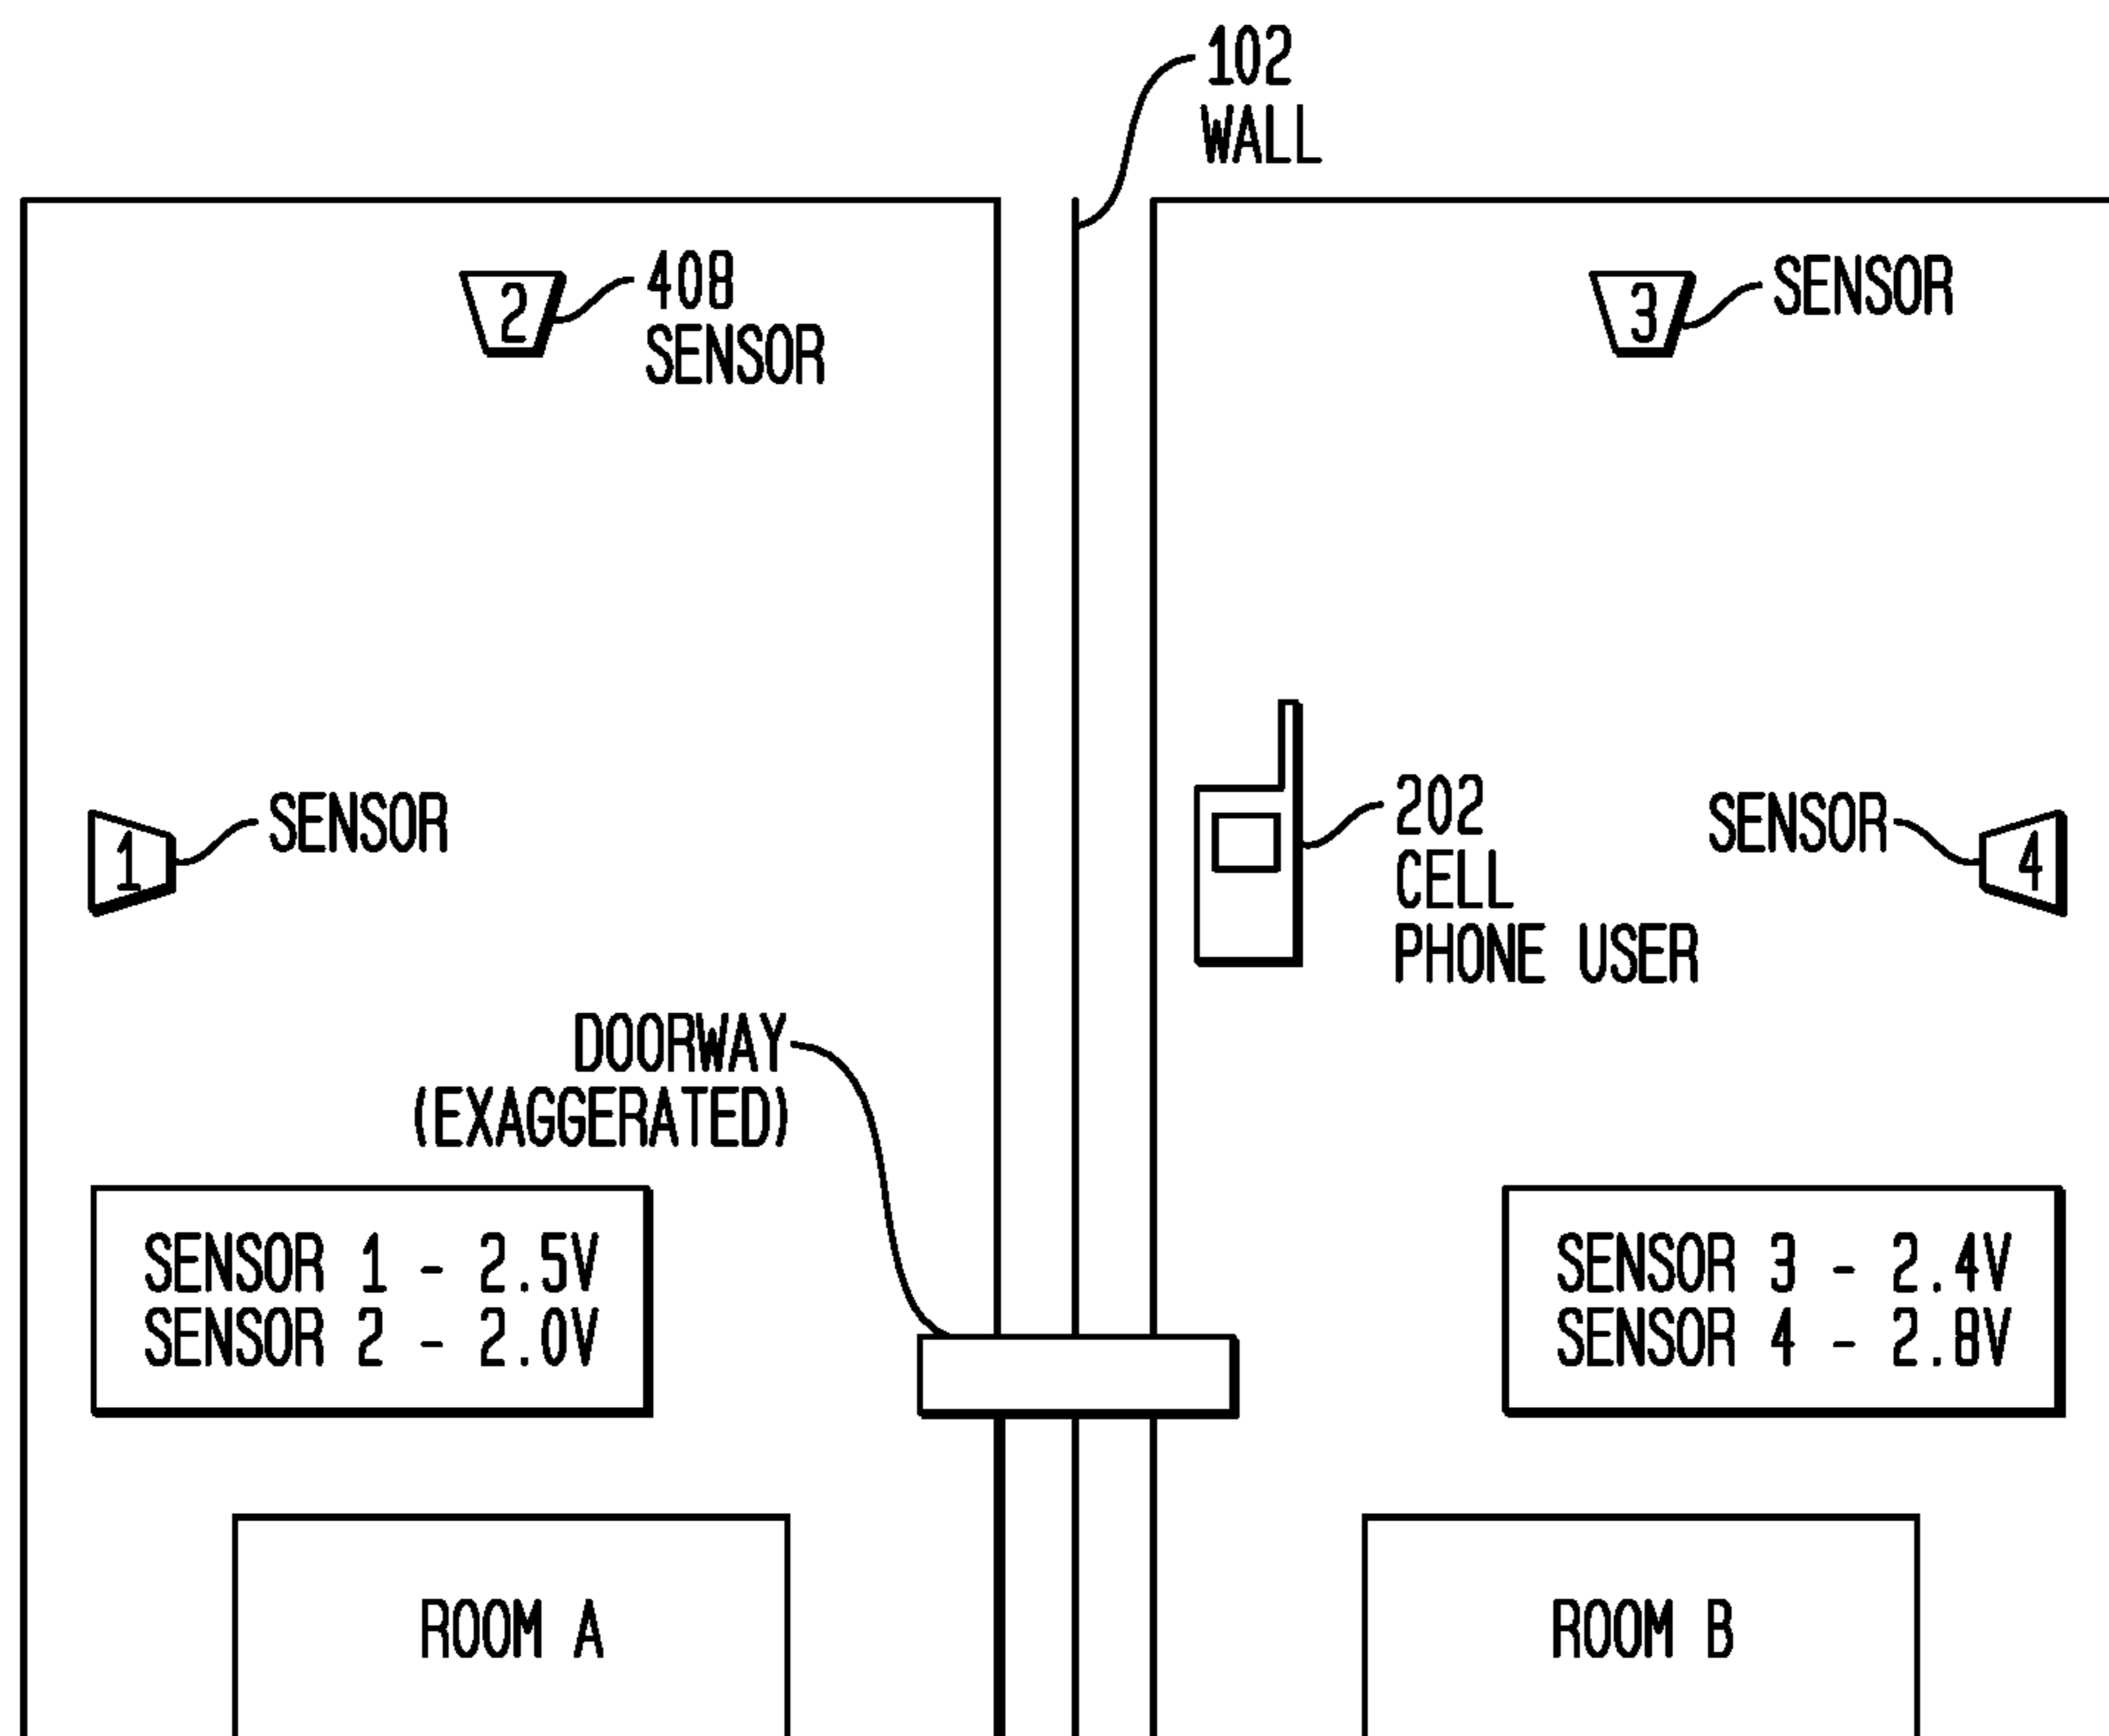 102
WALL
2
408
SENSOR
3
SENSOR
1
SENSOR
202
CELL
PHONE USER
SENSOR
4
DOORWAY
(EXAGGERATED)
SENSOR 1 - 2.5V
SENSOR 2 - 2.0V
SENSOR 3 - 2.4V
SENSOR 4 - 2.8V
ROOM A
ROOM B